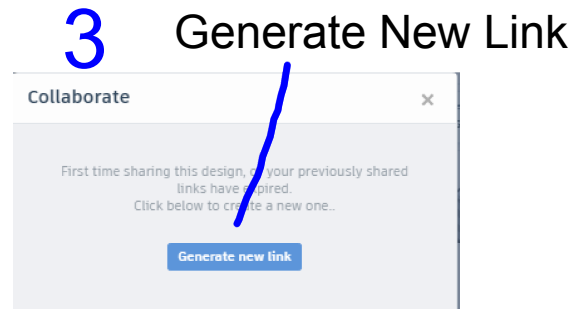 3 Generate New Link
Collaborate ×
First time sharing this design, or your previously shared
links have expired.
Click below to create a new one..
Generate new link